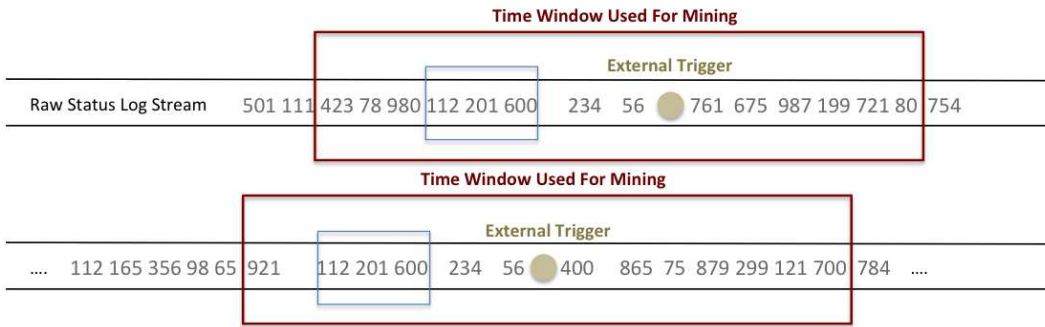 Time Window Used For Mining
External Trigger
Raw Status Log Stream 501 111 423 78 980 112 201 600 234 56 761 675 987 199 721 80 754
Time Window Used For Mining
External Trigger
.... 112 165 356 98 65 921 112 201 600 234 56 400 865 75 879 299 121 700 784 ....